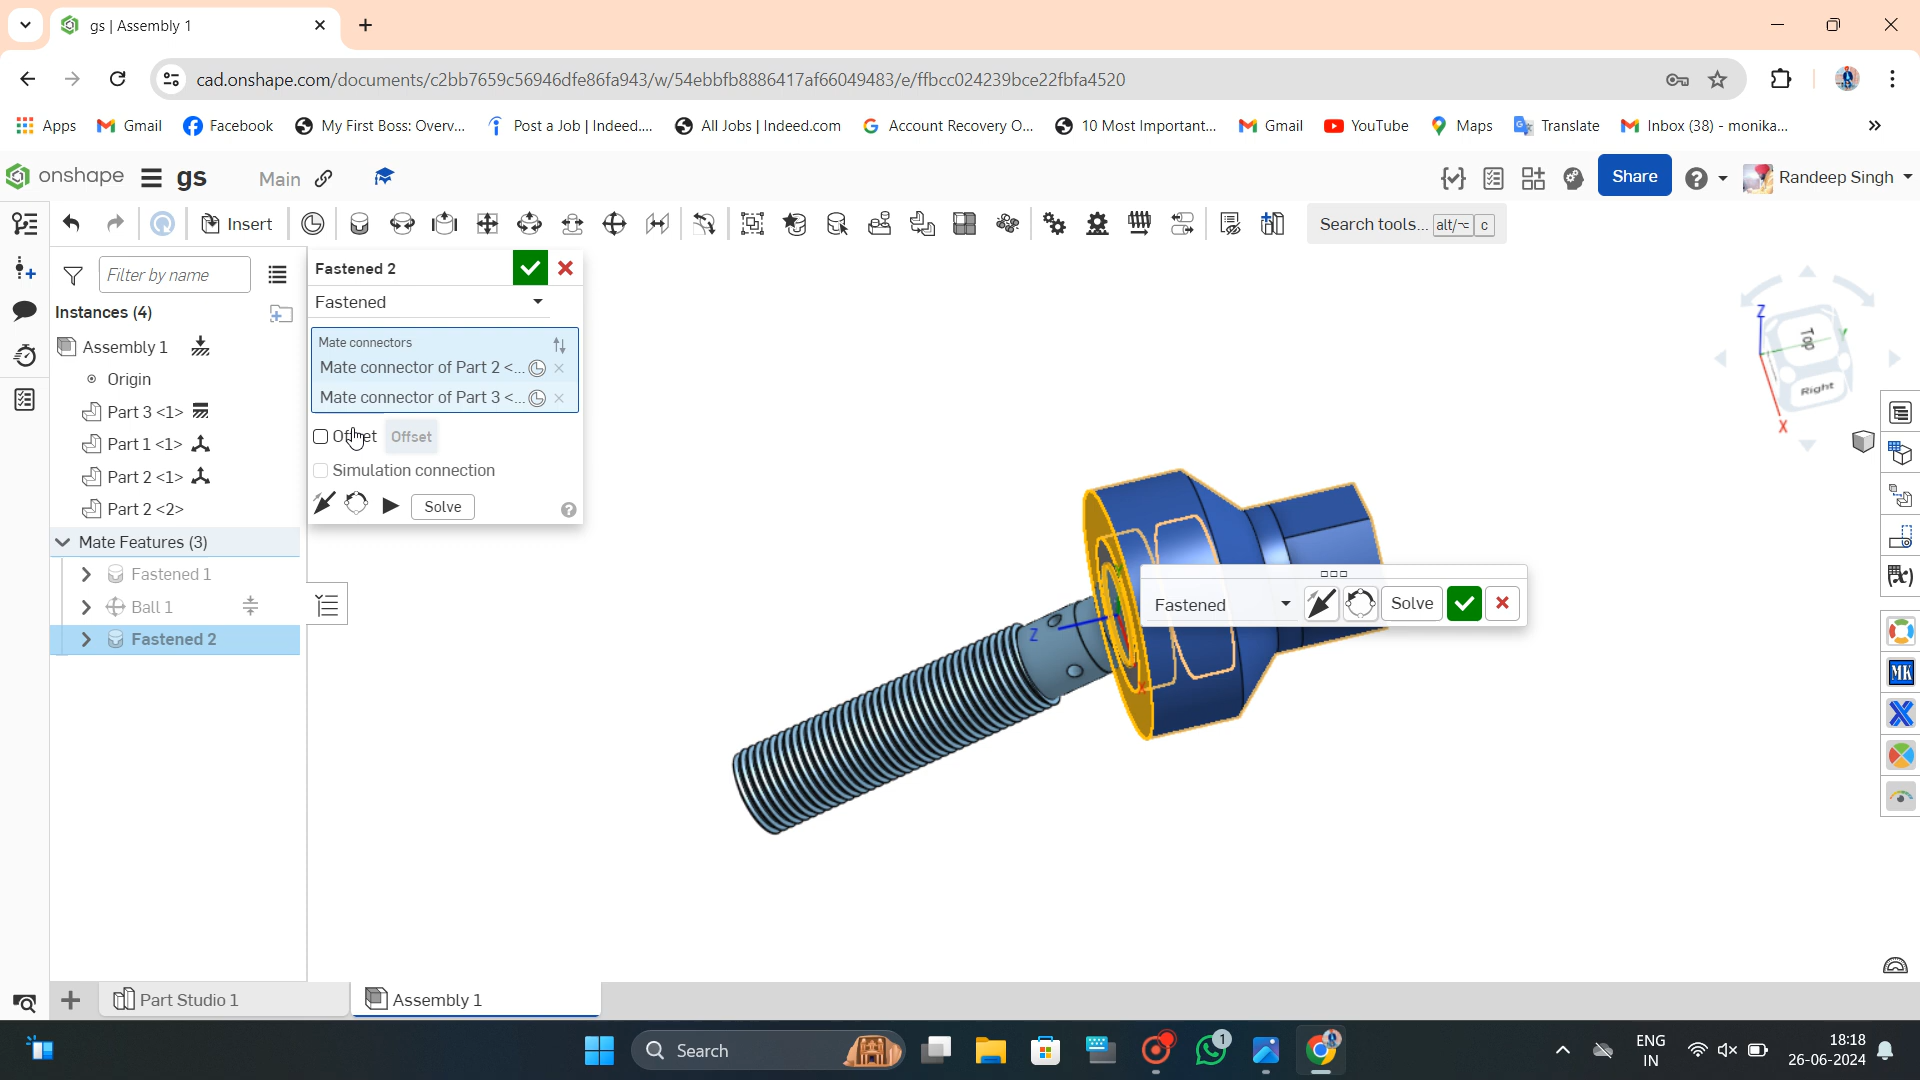 gs | Assembly 1
cad.onshape.com/documents/c2bb7659c56946dfe86fa943/w/54ebbfb8886417af66049483/e/ffbcc024239bce22fbfa4520
Apps
Gmail
Facebook
My First Boss: Overv...
Post a Job | Indeed....
All Jobs | Indeed.com
Account Recovery O...
10 Most Important...
Gmail
YouTube
Maps
Translate
Inbox (38) - monika...
onshape
gs
Main
Share
Randeep Singh
Insert
Search tools... alt/⌥ c
Filter by name
Instances (4)
Assembly 1
Origin
Part 3 <1>
Part 1 <1>
Part 2 <1>
Part 2 <2>
Mate Features (3)
Fastened 1
Ball 1
Fastened 2
Fastened 2
Fastened
Mate connectors
Mate connector of Part 2 <...
Mate connector of Part 3 <...
Offset
Offset
Simulation connection
Solve
Z
Fastened
Solve
Z
Y
Top
Right
X
MK
Part Studio 1
Assembly 1
Search
1
ENG
IN
18:18
26-06-2024